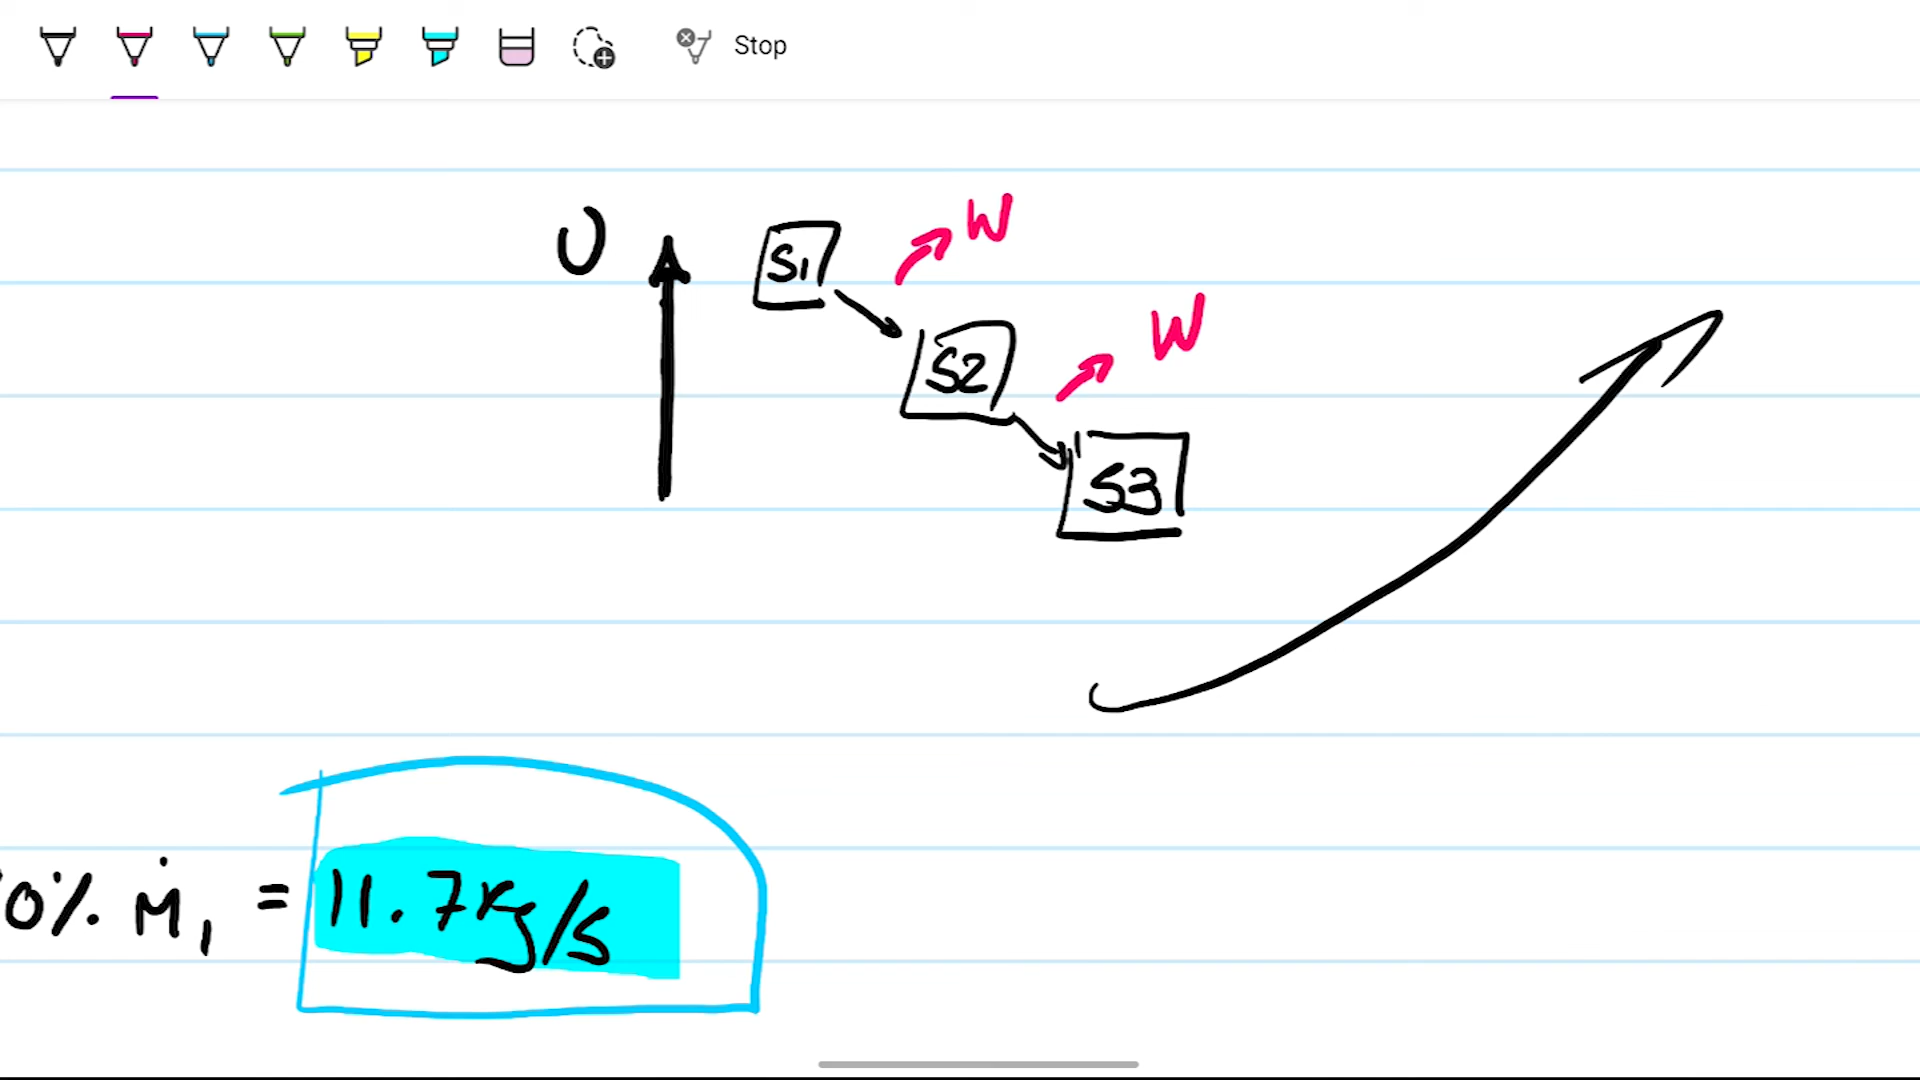 Stop
U
S1
W
S2
W
S3
0% ṁ₁ = 11.7kg/s